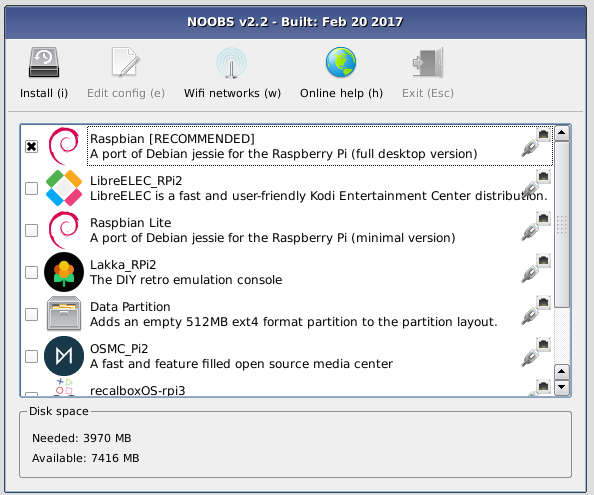 NOOBS v2.2 - Built: Feb 20 2017
Install (i) Edit config (e) Wifi networks (w) Online help (h) Exit (Esc)
Raspbian [RECOMMENDED]
A port of Debian jessie for the Raspberry Pi (full desktop version)
LibreELEC_RPi2
LibreELEC is a fast and user-friendly Kodi Entertainment Center distribution.
Raspbian Lite
A port of Debian jessie for the Raspberry Pi (minimal version)
Lakka_RPi2
The DIY retro emulation console
Data Partition
Adds an empty 512MB ext4 format partition to the partition layout.
OSMC_Pi2
A fast and feature filled open source media center
recalboxOS-rpi3
Disk space
Needed: 3970 MB
Available: 7416 MB